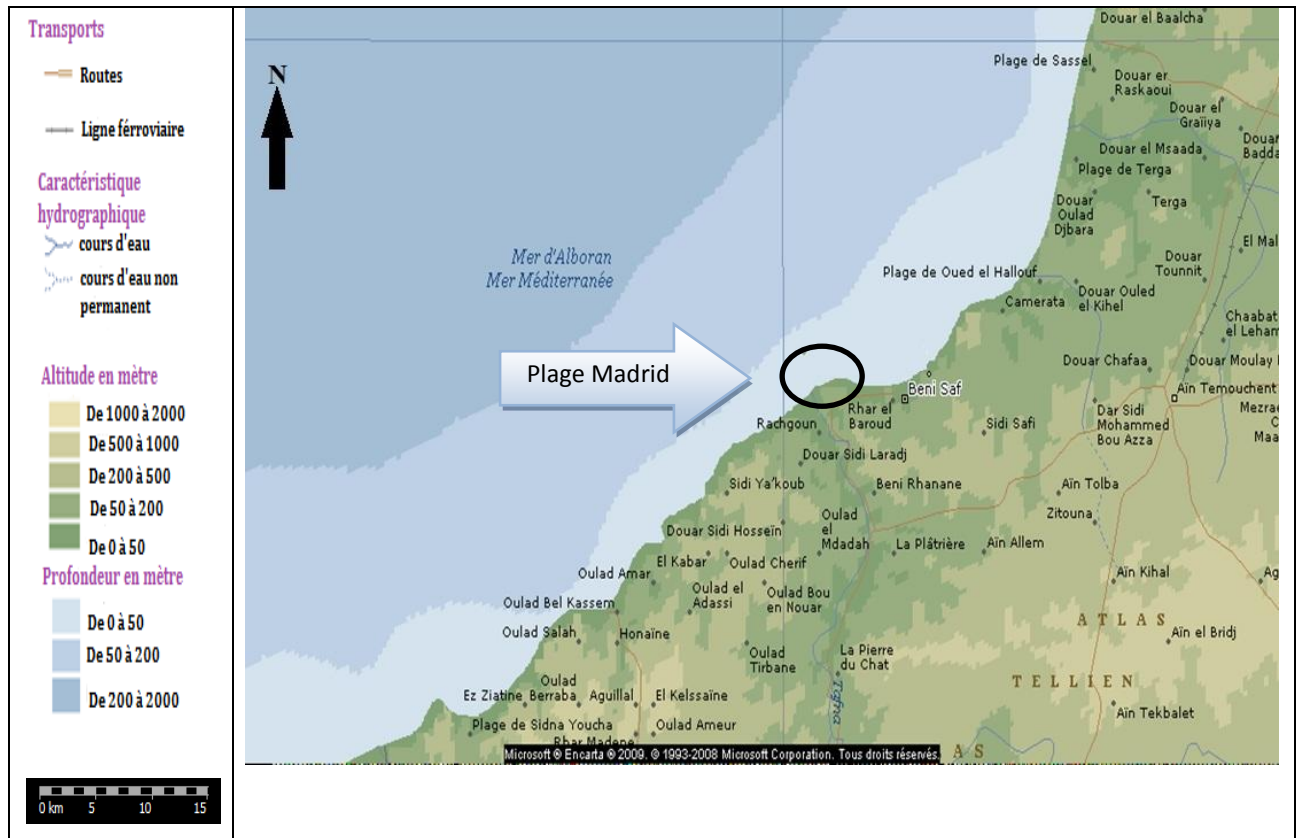 Transports
Routes
Ligne férroviaire
Caractéristique
hydrographique
cours d'eau
cours d'eau non
permanent
Altitude en mètre
De 1000 à 2000
De 500 à 1000
De 200 à 500
De 50 à 200
De 0 à 50
Profondeur en mètre
De 0 à 50
De 50 à 200
De 200 à 2000
0 km 5 10 15
N
Mer d'Alboran
Mer Méditerranée
Plage Madrid
Douar el Baalcha
Plage de Sassel
Douar er
Raskaoui
Douar el
Graïiya
Douar
Badda
Douar el Msaada
Plage de Terga
Douar
Oulad
Djbara
Terga
El Mal
Douar
Tounnit
Plage de Oued el Hallouf
Camerata
Douar Ouled
el Kihel
Chaabat
el Leham
Douar Chafaa
Douar Moulay
Beni Saf
Aïn Temouchent
Rhar el
Baroud
Rachgoun
Sidi Safi
Dar Sidi
Mohammed
Bou Azza
Mezra
C
Maa
Douar Sidi Laradj
Sidi Ya'koub
Beni Rhanane
Aïn Tolba
Oulad
el
Mdadah
Zitouna
Douar Sidi Hosseïn
La Plâtrière
Aïn Allem
El Kabar
Oulad Cherif
Oulad Amar
Aïn Kihal
Ag
Oulad el
Adassi
Oulad Bou
en Nouar
Oulad Bel Kassem
Oulad Salah
Honaïne
ATLAS
Aïn el Bridj
Oulad
Tirbane
La Pierre
du Chat
TELLIEN
Oulad
Berraba
Ez Ziatine
Aguillal
El Kelssaïne
Tafna
Aïn Tekbalet
Plage de Sidna Youcha
Oulad Ameur
Rhar Madene
Microsoft ® Encarta ® 2009. © 1993-2008 Microsoft Corporation. Tous droits réservés.
AS